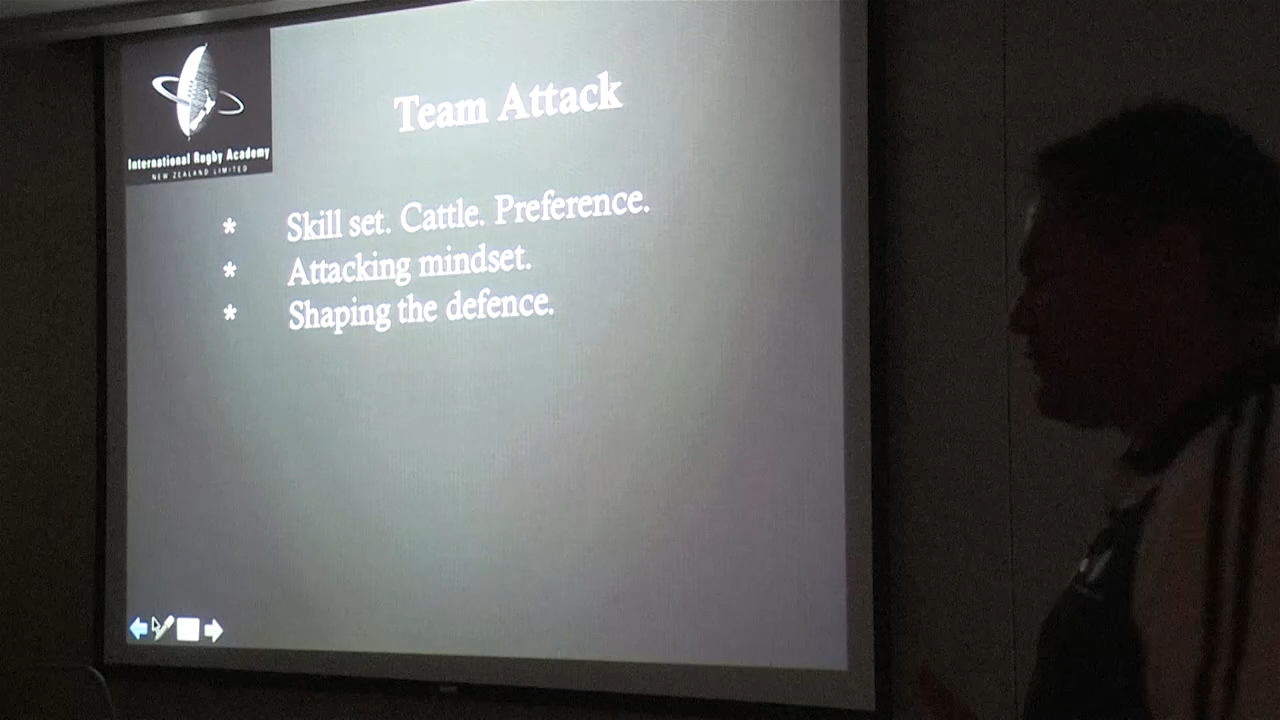 International Rugby Academy
NEW ZEALAND LIMITED
Team Attack
* Skill set. Cattle. Preference.
* Attacking mindset.
* Shaping the defence.